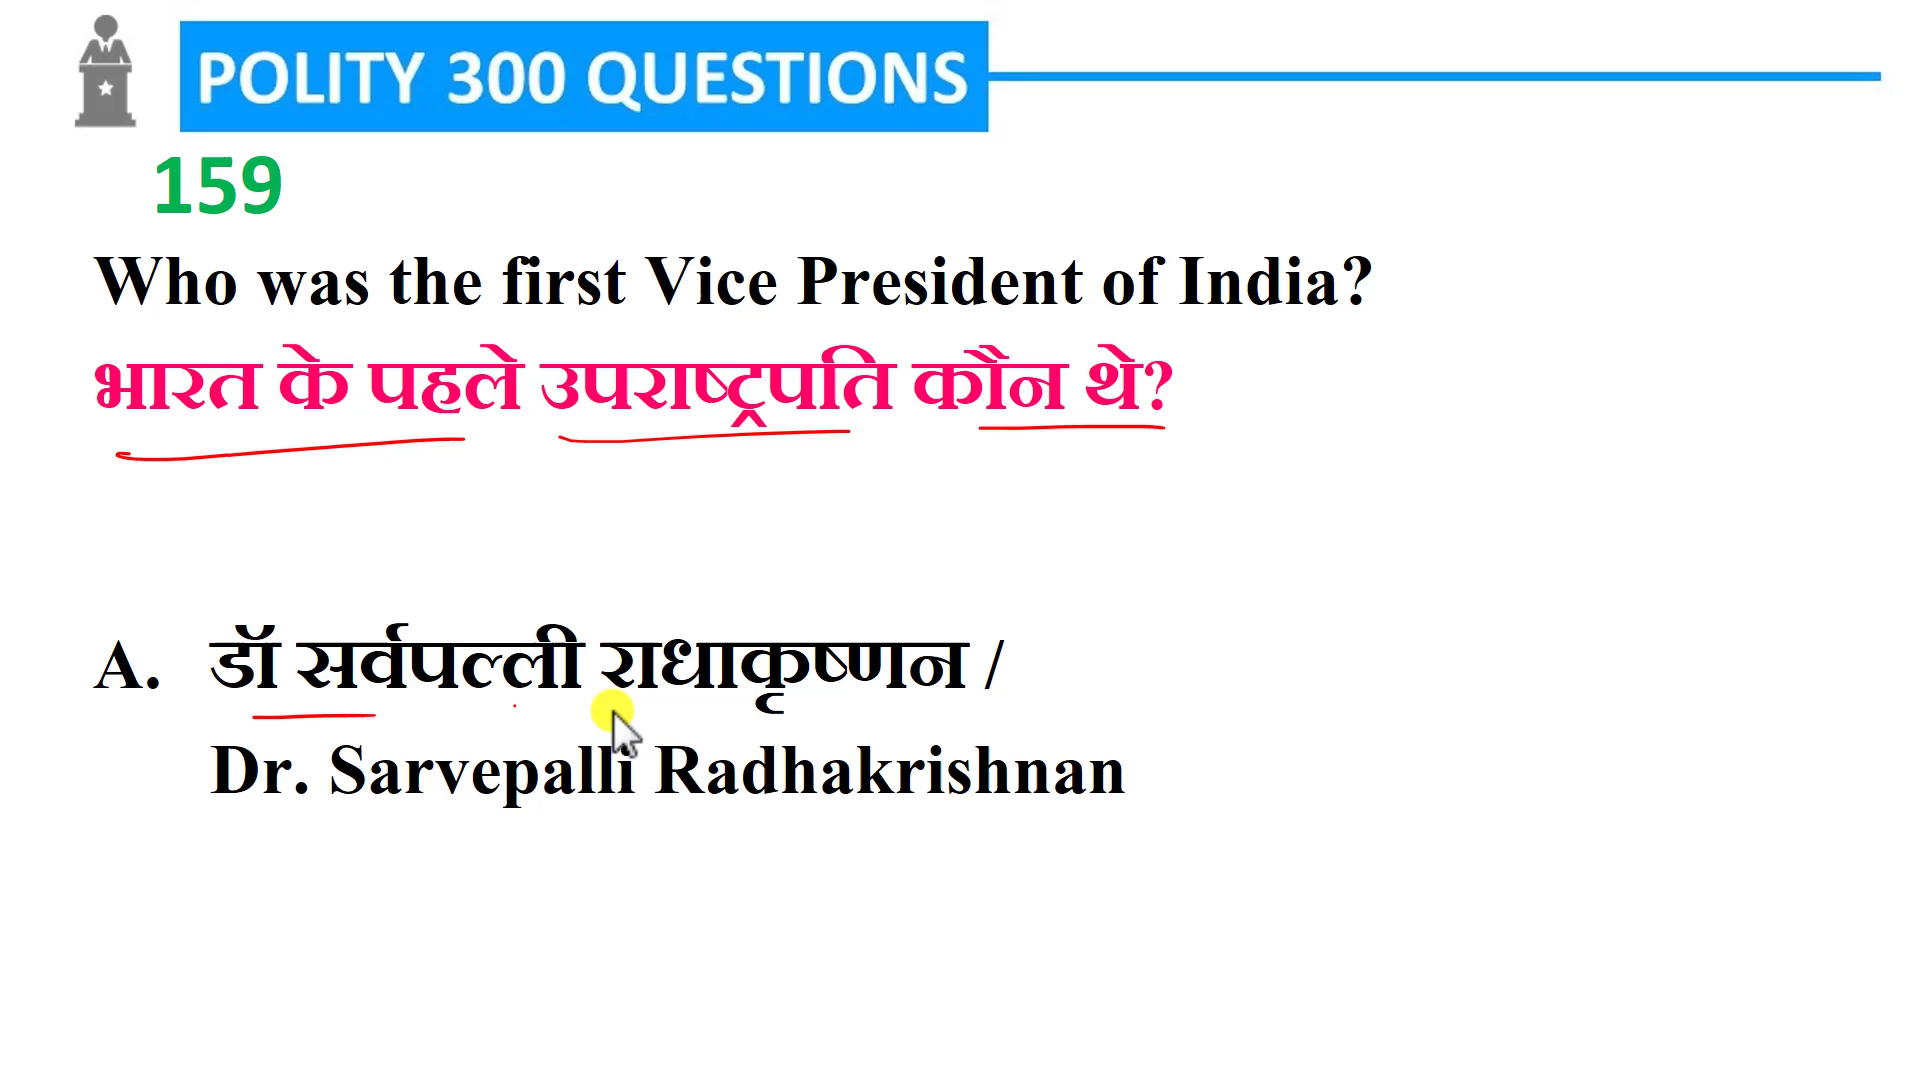 POLITY 300 QUESTIONS
159
Who was the first Vice President of India?
भारत के पहले उपराष्ट्रपति कौन थे?
A. डॉ सर्वपल्ली राधाकृष्णन /
Dr. Sarvepalli Radhakrishnan